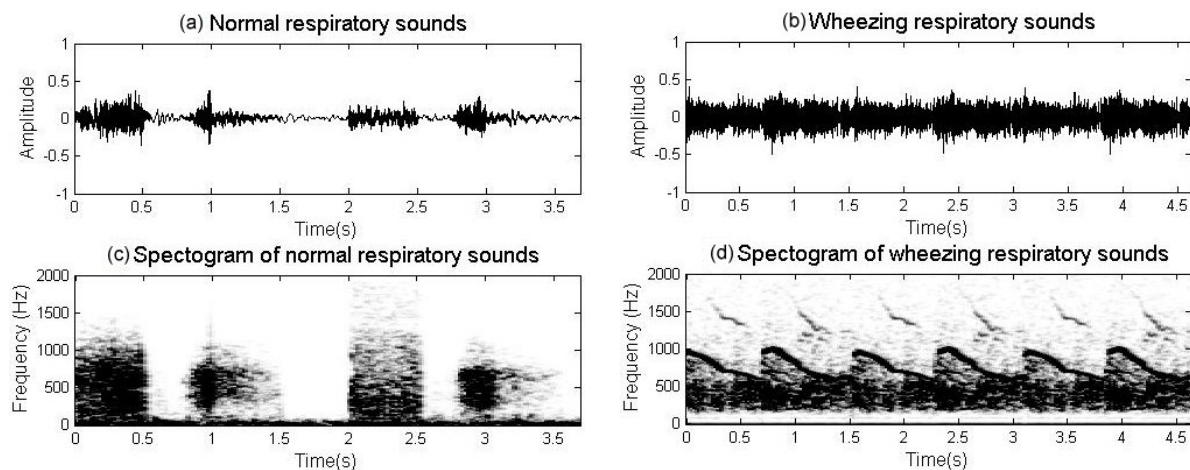 (a) Normal respiratory sounds
1
0.5
0
-0.5
-1
Amplitude
0 0.5 1 1.5 2 2.5 3 3.5
Time(s)
(b) Wheezing respiratory sounds
1
0.5
0
-0.5
-1
Amplitude
0 0.5 1 1.5 2 2.5 3 3.5 4 4.5
Time(s)
(c) Spectogram of normal respiratory sounds
2000
1500
1000
500
0
Frequency (Hz)
0 0.5 1 1.5 2 2.5 3 3.5
Time(s)
(d) Spectogram of wheezing respiratory sounds
2000
1500
1000
500
0
Frequency (Hz)
0 0.5 1 1.5 2 2.5 3 3.5 4 4.5
Time(s)